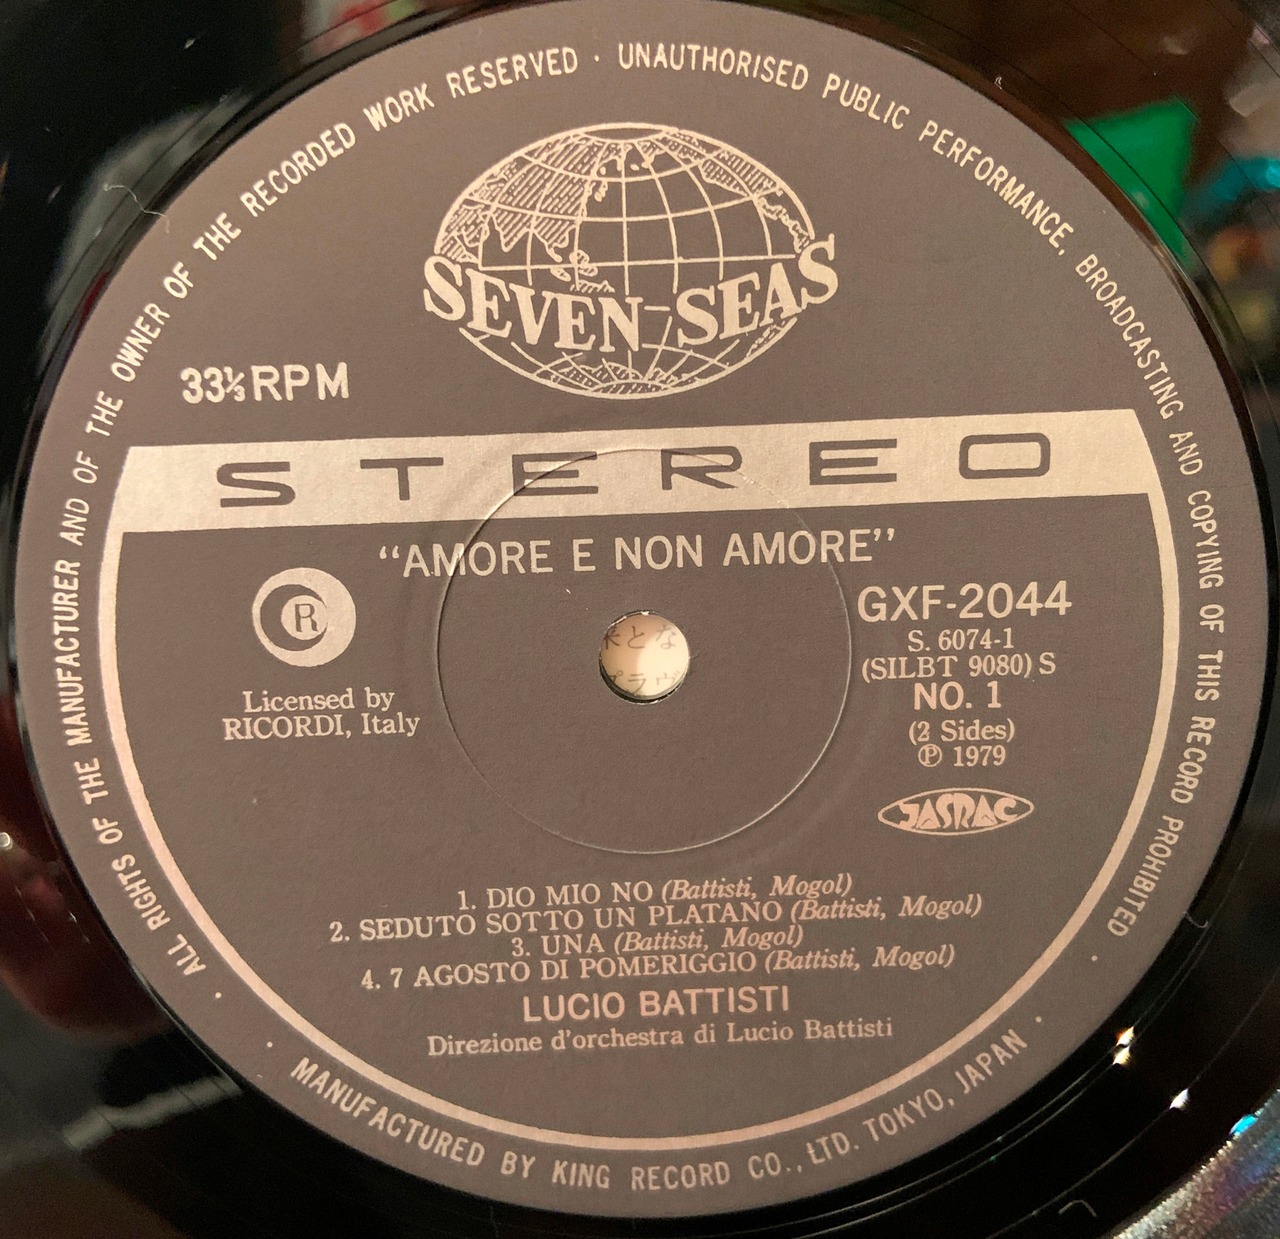 ALL RIGHTS OF THE MANUFACTURER AND OF THE OWNER OF THE RECORDED WORK RESERVED · UNAUTHORISED PUBLIC PERFORMANCE, BROADCASTING AND COPYING OF THIS RECORD PROHIBITED
SEVEN SEAS
33⅓ RPM
STEREO
“AMORE E NON AMORE”
R
Licensed by
RICORDI, Italy
GXF-2044
S. 6074-1
(SILBT 9080) S
NO. 1
(2 Sides)
Ⓟ 1979
JASRAC
1. DIO MIO NO (Battisti, Mogol)
2. SEDUTO SOTTO UN PLATANO (Battisti, Mogol)
3. UNA (Battisti, Mogol)
4. 7 AGOSTO DI POMERIGGIO (Battisti, Mogol)
LUCIO BATTISTI
Direzione d'orchestra di Lucio Battisti
· MANUFACTURED BY KING RECORD CO., LTD. TOKYO, JAPAN ·